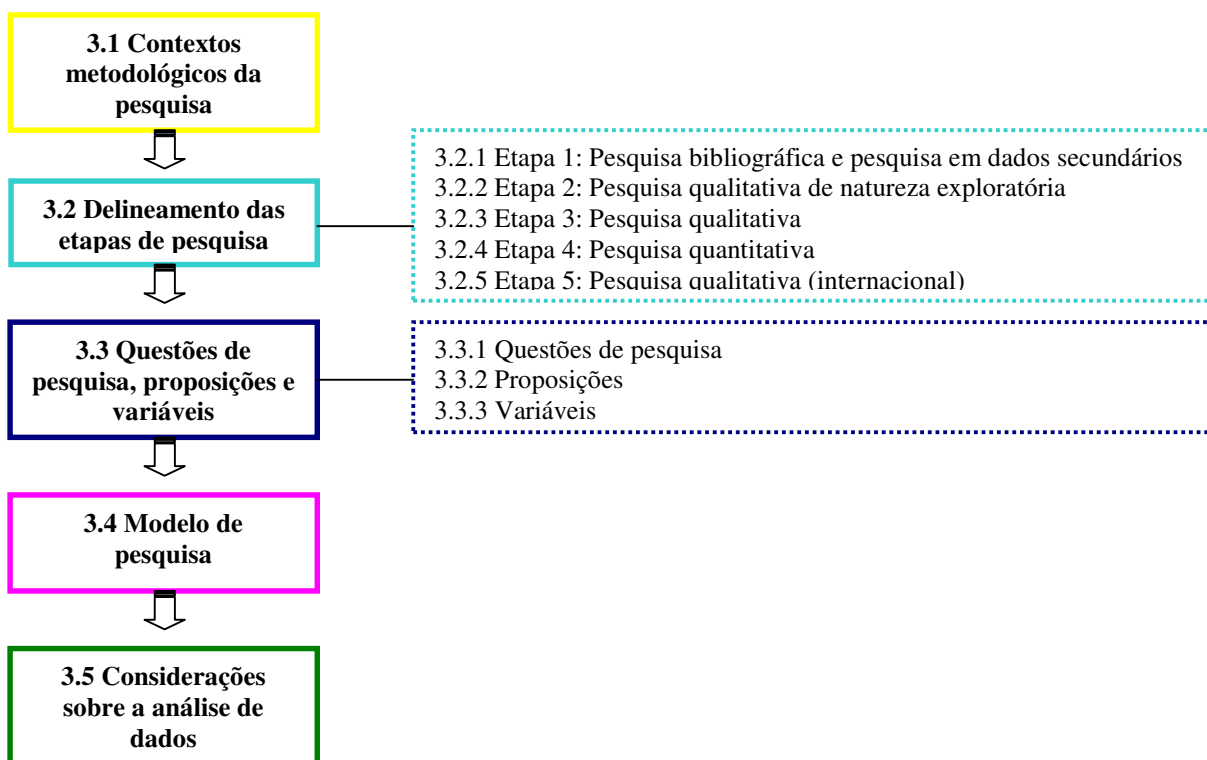 3.1 Contextos
metodológicos da
pesquisa
3.2 Delineamento das
etapas de pesquisa
3.2.1 Etapa 1: Pesquisa bibliográfica e pesquisa em dados secundários
3.2.2 Etapa 2: Pesquisa qualitativa de natureza exploratória
3.2.3 Etapa 3: Pesquisa qualitativa
3.2.4 Etapa 4: Pesquisa quantitativa
3.2.5 Etapa 5: Pesquisa qualitativa (internacional)
3.3 Questões de
pesquisa, proposições e
variáveis
3.3.1 Questões de pesquisa
3.3.2 Proposições
3.3.3 Variáveis
3.4 Modelo de
pesquisa
3.5 Considerações
sobre a análise de
dados